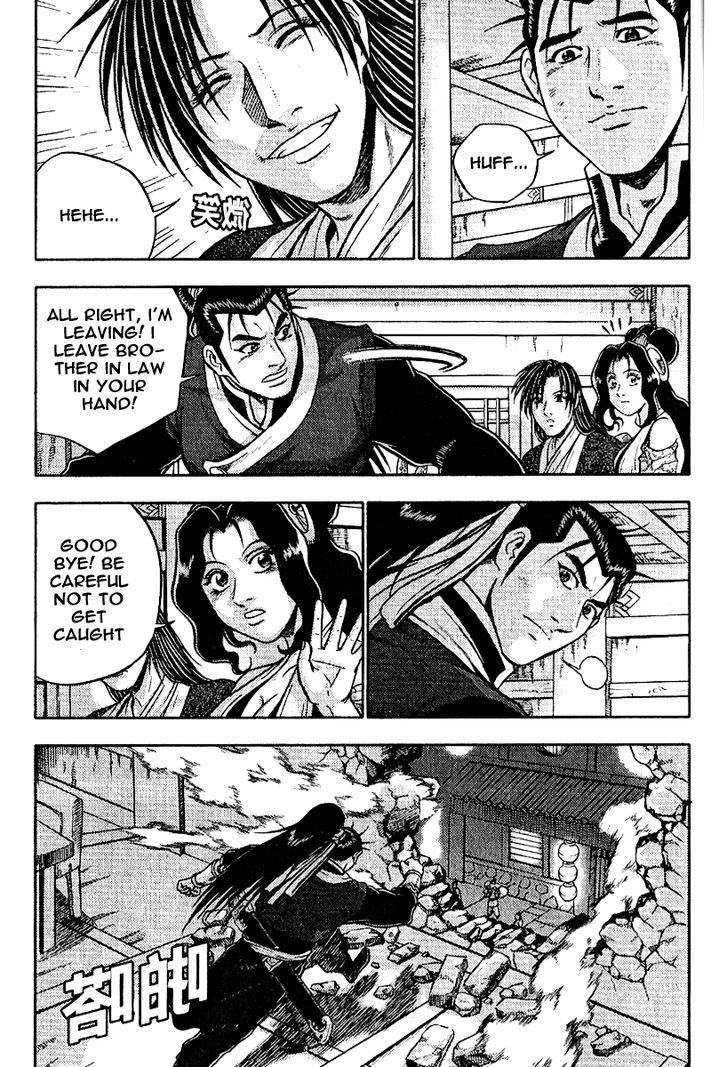 HUFF...
HEHE...
微笑
ALL RIGHT, I'M
LEAVING! I
LEAVE BRO-
THER IN LAW
IN YOUR
HAND!
GOOD
BYE! BE
CAREFUL
NOT TO
GET
CAUGHT